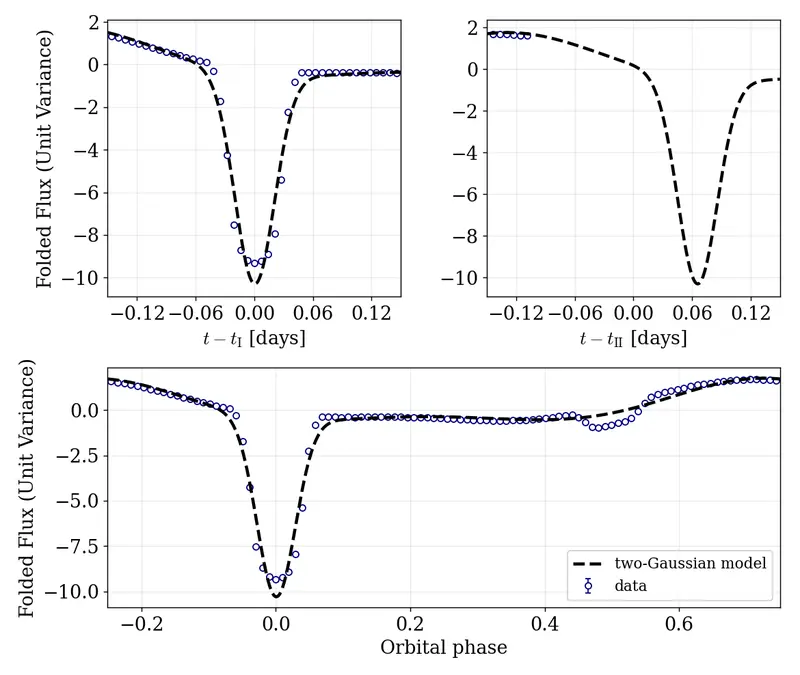 Folded Flux (Unit Variance)
2
0
−2
−4
−6
−8
−10
−0.12 −0.06 0.00 0.06 0.12
t − t_I [days]
2
0
−2
−4
−6
−8
−10
−0.12 −0.06 0.00 0.06 0.12
t − t_II [days]
Folded Flux (Unit Variance)
0.0
−2.5
−5.0
−7.5
−10.0
−0.2 0.0 0.2 0.4 0.6
Orbital phase
two-Gaussian model
data